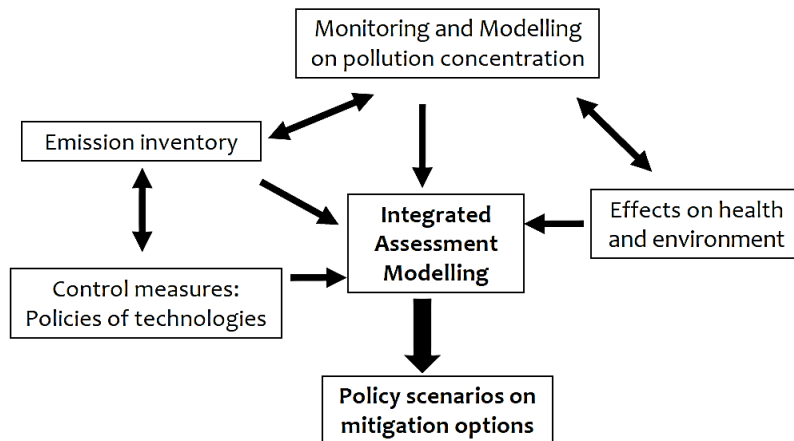 Monitoring and Modelling
on pollution concentration
Emission inventory
Integrated
Assessment
Modelling
Effects on health
and environment
Control measures:
Policies of technologies
Policy scenarios on
mitigation options